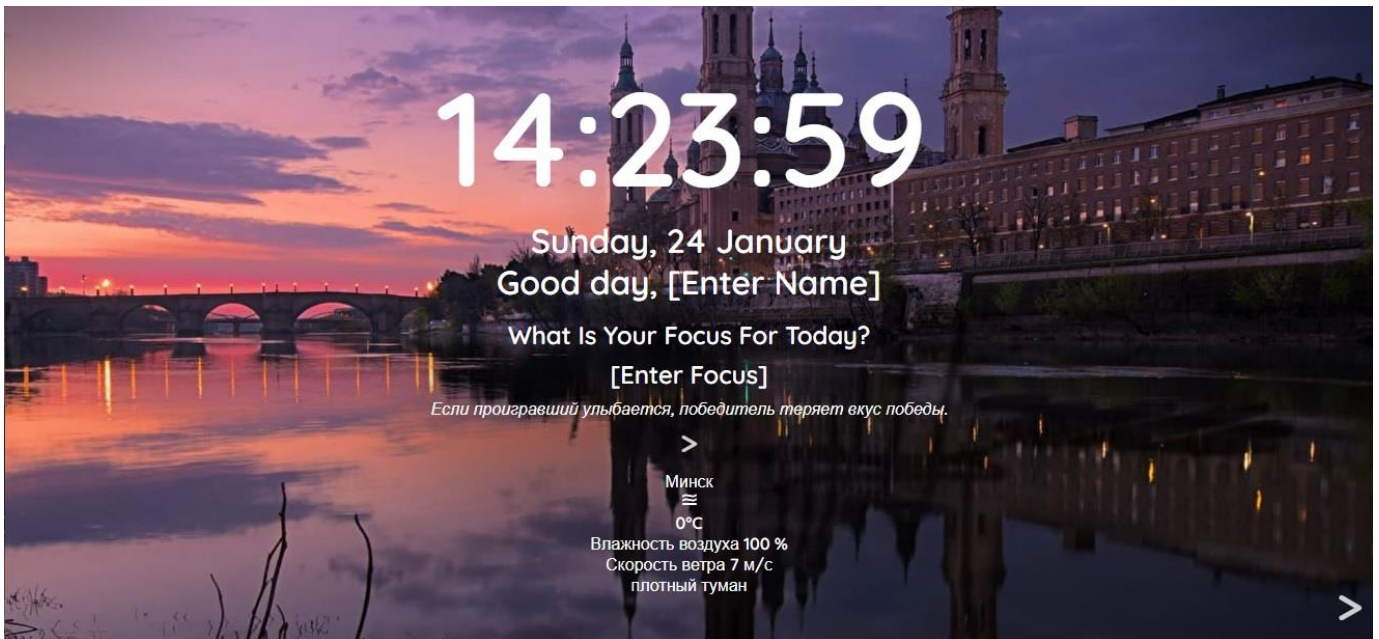 14:23:59
Sunday, 24 January
Good day, [Enter Name]
What Is Your Focus For Today?
[Enter Focus]
Если проигравший улыбается, победитель теряет вкус победы.
>
Минск
≋
0°C
Влажность воздуха 100 %
Скорость ветра 7 м/с
плотный туман
>